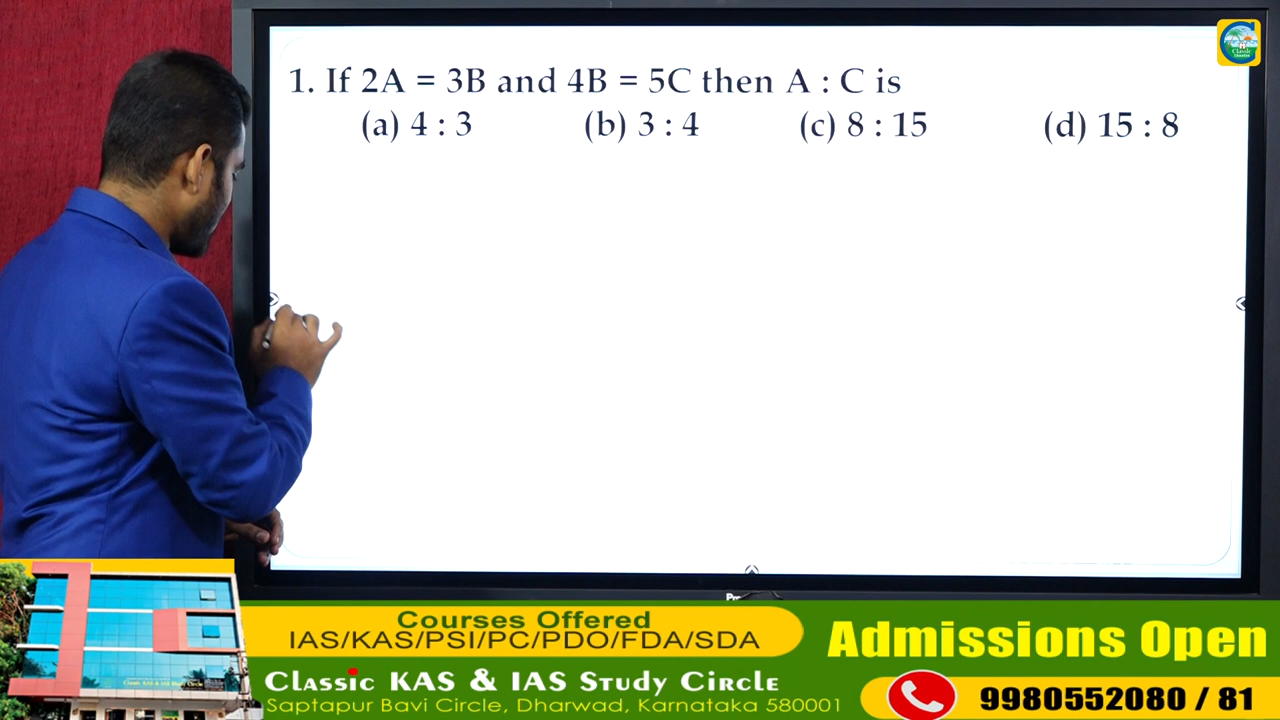 1. If 2A = 3B and 4B = 5C then A : C is
(a) 4 : 3 (b) 3 : 4 (c) 8 : 15 (d) 15 : 8
Courses Offered
IAS/KAS/PSI/PC/PDO/FDA/SDA
Classic KAS & IAS Study Circle
Saptapur Bavi Circle, Dharwad, Karnataka 580001
Admissions Open
9980552080 / 81